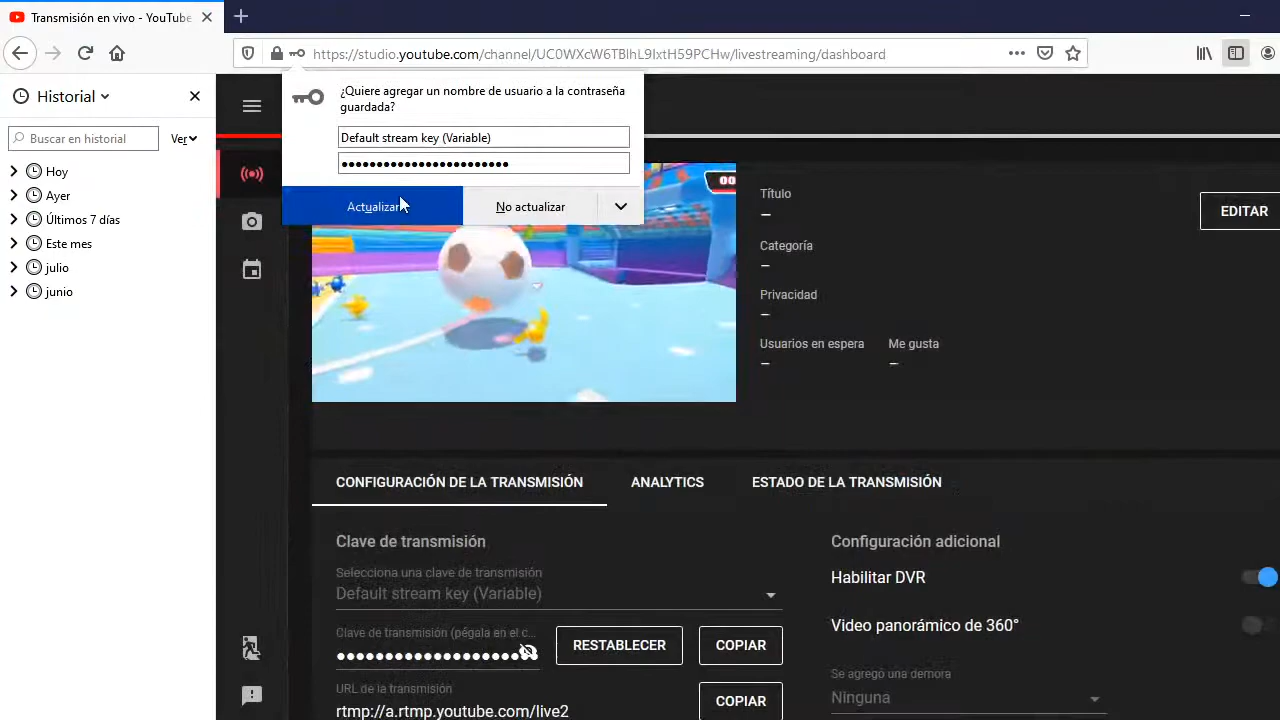 Transmisión en vivo - YouTube
https://studio.youtube.com/channel/UC0WXcW6TBlhL9IxtH59PCHw/livestreaming/dashboard
Historial
Buscar en historial
Ver
Hoy
Ayer
Últimos 7 días
Este mes
julio
junio
¿Quiere agregar un nombre de usuario a la contraseña
guardada?
Default stream key (Variable)
Actualizar
No actualizar
00
Título
–
EDITAR
Categoría
–
Privacidad
–
Usuarios en espera
Me gusta
–
–
CONFIGURACIÓN DE LA TRANSMISIÓN
ANALYTICS
ESTADO DE LA TRANSMISIÓN
Clave de transmisión
Selecciona una clave de transmisión
Default stream key (Variable)
Clave de transmisión (pégala en el c...
RESTABLECER
COPIAR
URL de la transmisión
rtmp://a.rtmp.youtube.com/live2
COPIAR
Configuración adicional
Habilitar DVR
Video panorámico de 360°
Se agregó una demora
Ninguna